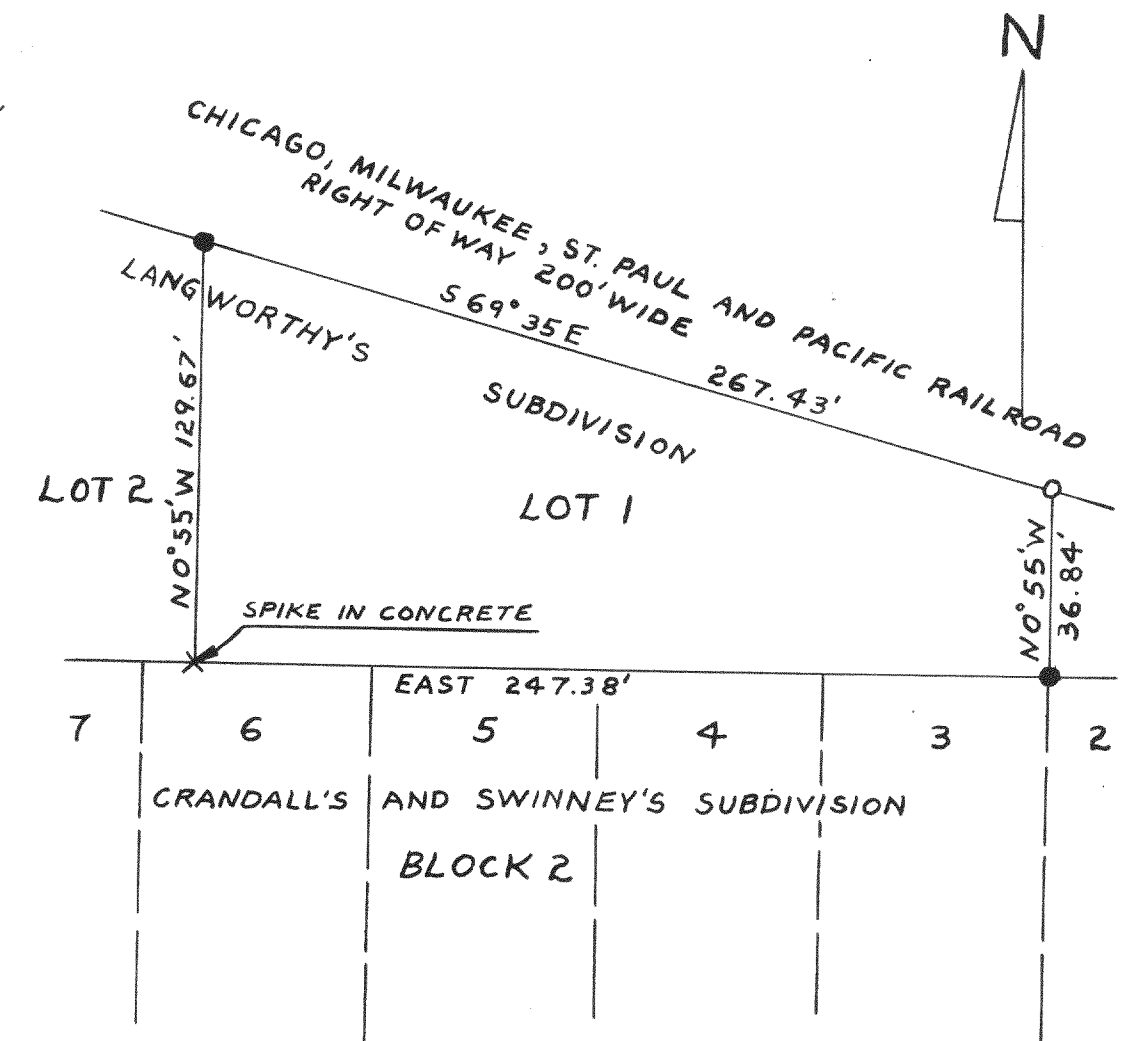 N
CHICAGO, MILWAUKEE, ST. PAUL AND PACIFIC RAILROAD
RIGHT OF WAY 200' WIDE
S 69° 35 E 267.43'
LANGWORTHY'S
SUBDIVISION
LOT 2
N0°55'W 129.67'
LOT 1
N0°55'W
36.84'
SPIKE IN CONCRETE
EAST 247.38'
7 6 5 4 3 2
CRANDALL'S AND SWINNEY'S SUBDIVISION
BLOCK 2